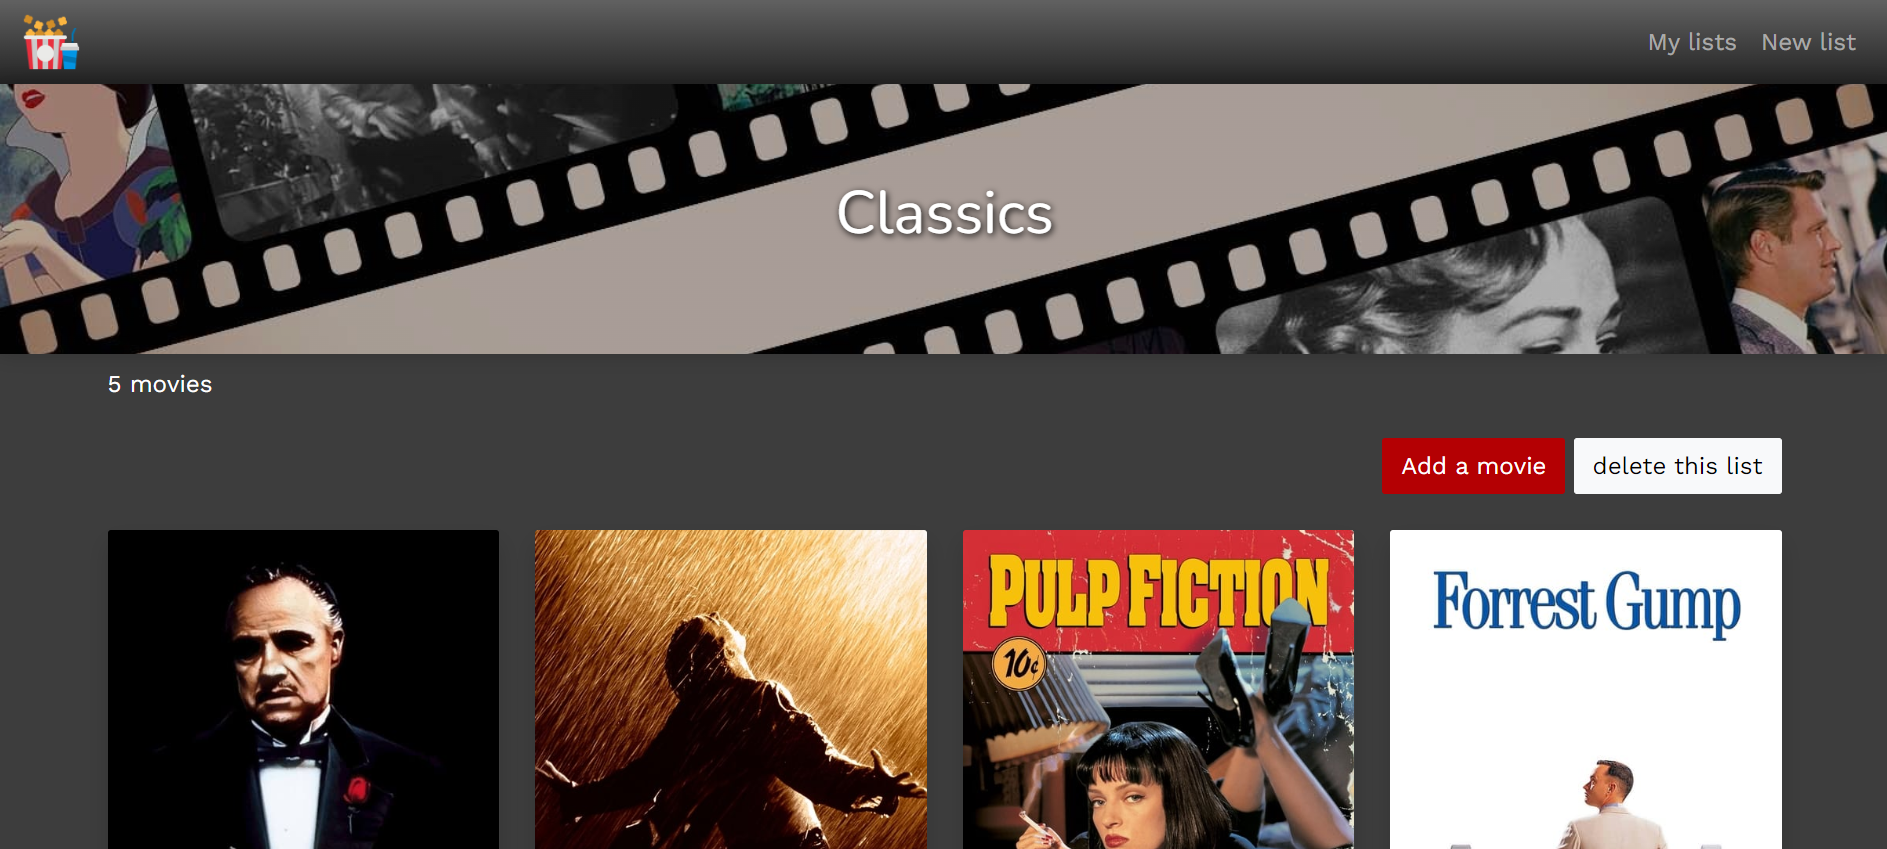 My lists New list
Classics
5 movies
Add a movie delete this list
PULP FICTION
10¢
Forrest Gump